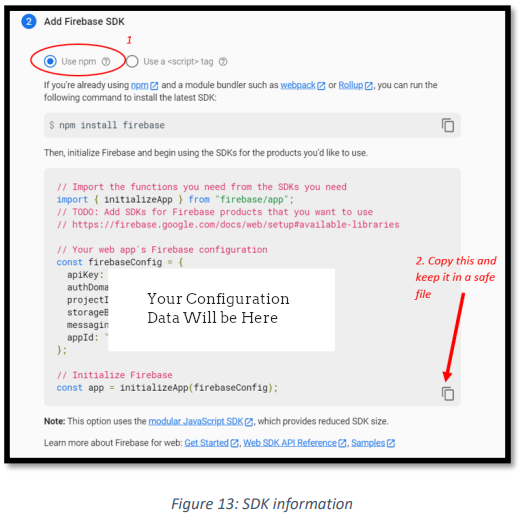 2 Add Firebase SDK
1
Use npm Use a <script> tag
If you're already using npm and a module bundler such as webpack or Rollup, you can run the
following command to install the latest SDK:
$ npm install firebase
Then, initialize Firebase and begin using the SDKs for the products you'd like to use.
// Import the functions you need from the SDKs you need
import { initializeApp } from "firebase/app";
// TODO: Add SDKs for Firebase products that you want to use
// https://firebase.google.com/docs/web/setup#available-libraries
// Your web app's Firebase configuration
const firebaseConfig = {
apiKey:
authDoma
projectI
storageB
messagin
appId: "
};
Your Configuration
Data Will be Here
2. Copy this and
keep it in a safe
file
// Initialize Firebase
const app = initializeApp(firebaseConfig);
Note: This option uses the modular JavaScript SDK, which provides reduced SDK size.
Learn more about Firebase for web: Get Started, Web SDK API Reference, Samples
Figure 13: SDK information